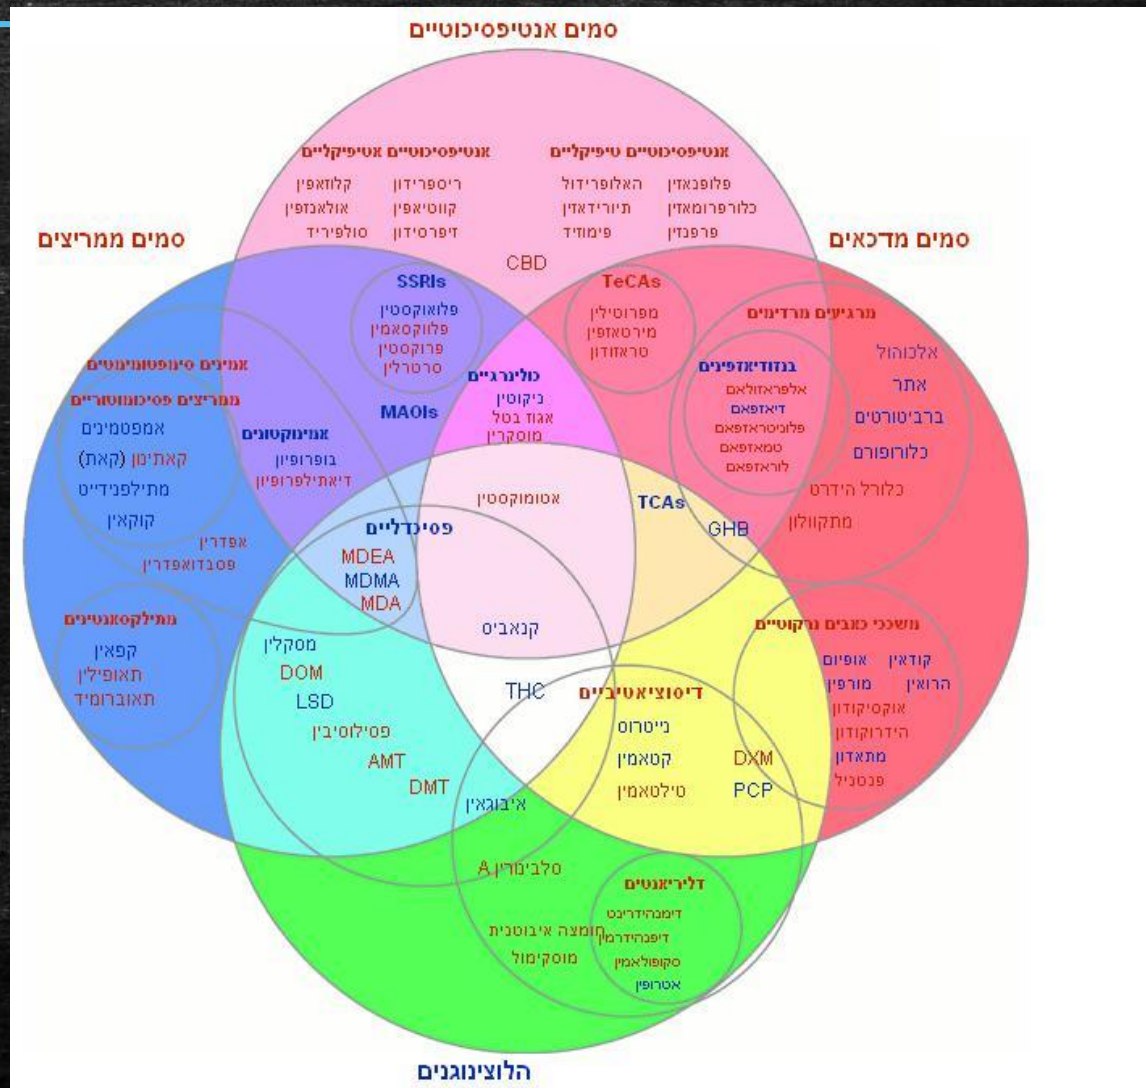 סמים אנטיפסיכוטיים
אנטיפסיכוטיים טיפיקליים
פלופנאזין האלופרידול
כלורפרומאזין תיורידאזין
פרפנזין פימוזיד
אנטיפסיכוטיים אטיפיקליים
ריספרידון קלוזאפין
קווטיאפין אולאנזפין
זיפרסידון סולפיריד
CBD
סמים מדכאים
סמים ממריצים
TeCAs
מפרוטילין
מירטאזפין
טראזודון
SSRIs
פלואוקסטין
פלווקסאמין
פרוקסטין
סרטרלין
MAOIs
מרגיעים מרדימים
אלכוהול
אתר
ברביטורטים
כלורופורם
כלורל הידרט
מתקוולון
בנזודיאזפינים
אלפראזולאם
דיאזפאם
פלוניטראזפאם
טמאזפאם
לוראזפאם
כולינרגיים
ניקוטין
אגוז בטל
מוסקרין
אמינים סימפטומימטים
ממריצים פסיכומוטוריים
אמפטמינים
קאתינון (קאת)
מתילפנידייט
קוקאין
אפדרין
פסבדואפדרין
אמינוקטונים
בופרופיון
דיאתילפרופיון
אטומוקסטין
TCAs
GHB
פסיכדליים
MDEA
MDMA
MDA
קנאביס
THC
מתילקסאנטינים
קפאין
תאופילין
תאוברומיד
מסקלין
DOM
LSD
פסילוסיבין
AMT
DMT
איבוגאין
משככי כאבים נרקוטיים
קודאין אופיום
הרואין מורפין
אוקסיקודון
הידרוקודון
מתאדון
פנטניל
דיסוציאטיביים
נייטרוס
קטאמין
טילטאמין
DXM
PCP
סלבינורין A
דליריאנטים
דימנהידרינט
דיפנהידרמין
סקופולאמין
אטרופין
חומצה איבוטנית
מוסקימול
הלוצינוגנים